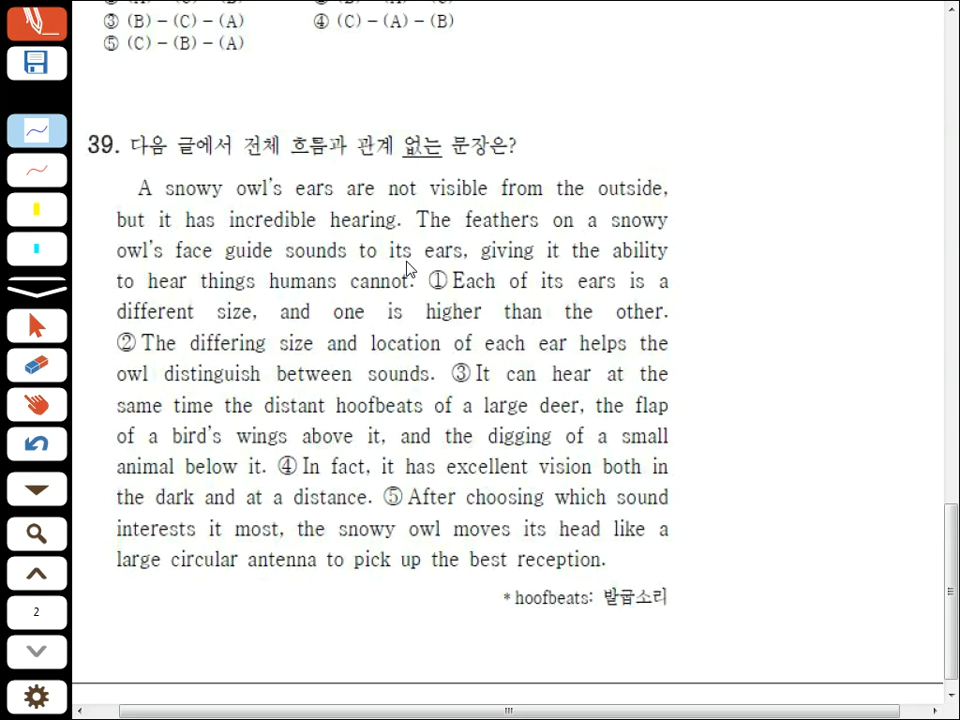 ③ (B) - (C) - (A) ④ (C) - (A) - (B)
⑤ (C) - (B) - (A)
39. 다음 글에서 전체 흐름과 관계 없는 문장은?
A snowy owl's ears are not visible from the outside,
but it has incredible hearing. The feathers on a snowy
owl's face guide sounds to its ears, giving it the ability
to hear things humans cannot. ① Each of its ears is a
different size, and one is higher than the other.
② The differing size and location of each ear helps the
owl distinguish between sounds. ③ It can hear at the
same time the distant hoofbeats of a large deer, the flap
of a bird's wings above it, and the digging of a small
animal below it. ④ In fact, it has excellent vision both in
the dark and at a distance. ⑤ After choosing which sound
interests it most, the snowy owl moves its head like a
large circular antenna to pick up the best reception.
* hoofbeats: 발굽소리
2